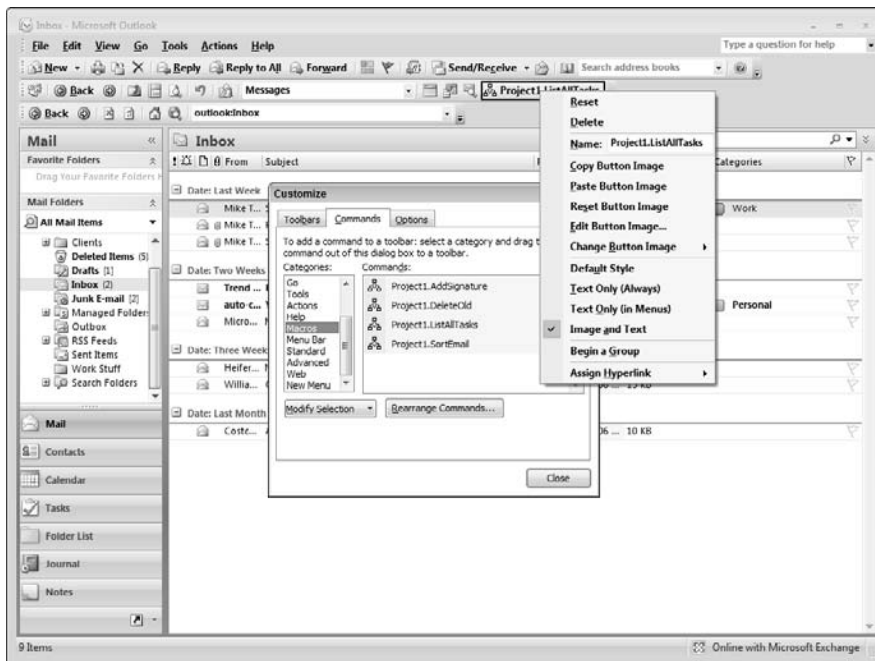 Inbox - Microsoft Outlook
File Edit View Go Tools Actions Help
Type a question for help
New Reply Reply to All Forward Send/Receive Search address books
Back Messages Project1.ListAllTasks
Back outlook:Inbox
Mail
Favorite Folders
Drag Your Favorite Folders
Mail Folders
All Mail Items
Clients
Deleted Items (5)
Drafts [1]
Inbox (2)
Junk E-mail [2]
Managed Folder
Outbox
RSS Feeds
Sent Items
Work Stuff
Search Folders
Mail
Contacts
Calendar
Tasks
Folder List
Journal
Notes
Inbox
From Subject Categories
Date: Last Week
Mike T... Work
Mike T...
Mike T...
Date: Two Weeks
Trend ...
auto-c... Personal
Micro...
Date: Three Week
Heifer...
Willia...
Date: Last Month
Coste... 06 ... 10 KB
Customize
Toolbars Commands Options
To add a command to a toolbar: select a category and drag t
command out of this dialog box to a toolbar.
Categories: Commands:
Go
Tools
Actions
Help
Macros
Menu Bar
Standard
Advanced
Web
New Menu
Project1.AddSignature
Project1.DeleteOld
Project1.ListAllTasks
Project1.SortEmail
Modify Selection Rearrange Commands...
Close
Reset
Delete
Name: Project1.ListAllTasks
Copy Button Image
Paste Button Image
Reset Button Image
Edit Button Image...
Change Button Image
Default Style
Text Only (Always)
Text Only (in Menus)
Image and Text
Begin a Group
Assign Hyperlink
9 Items
Online with Microsoft Exchange